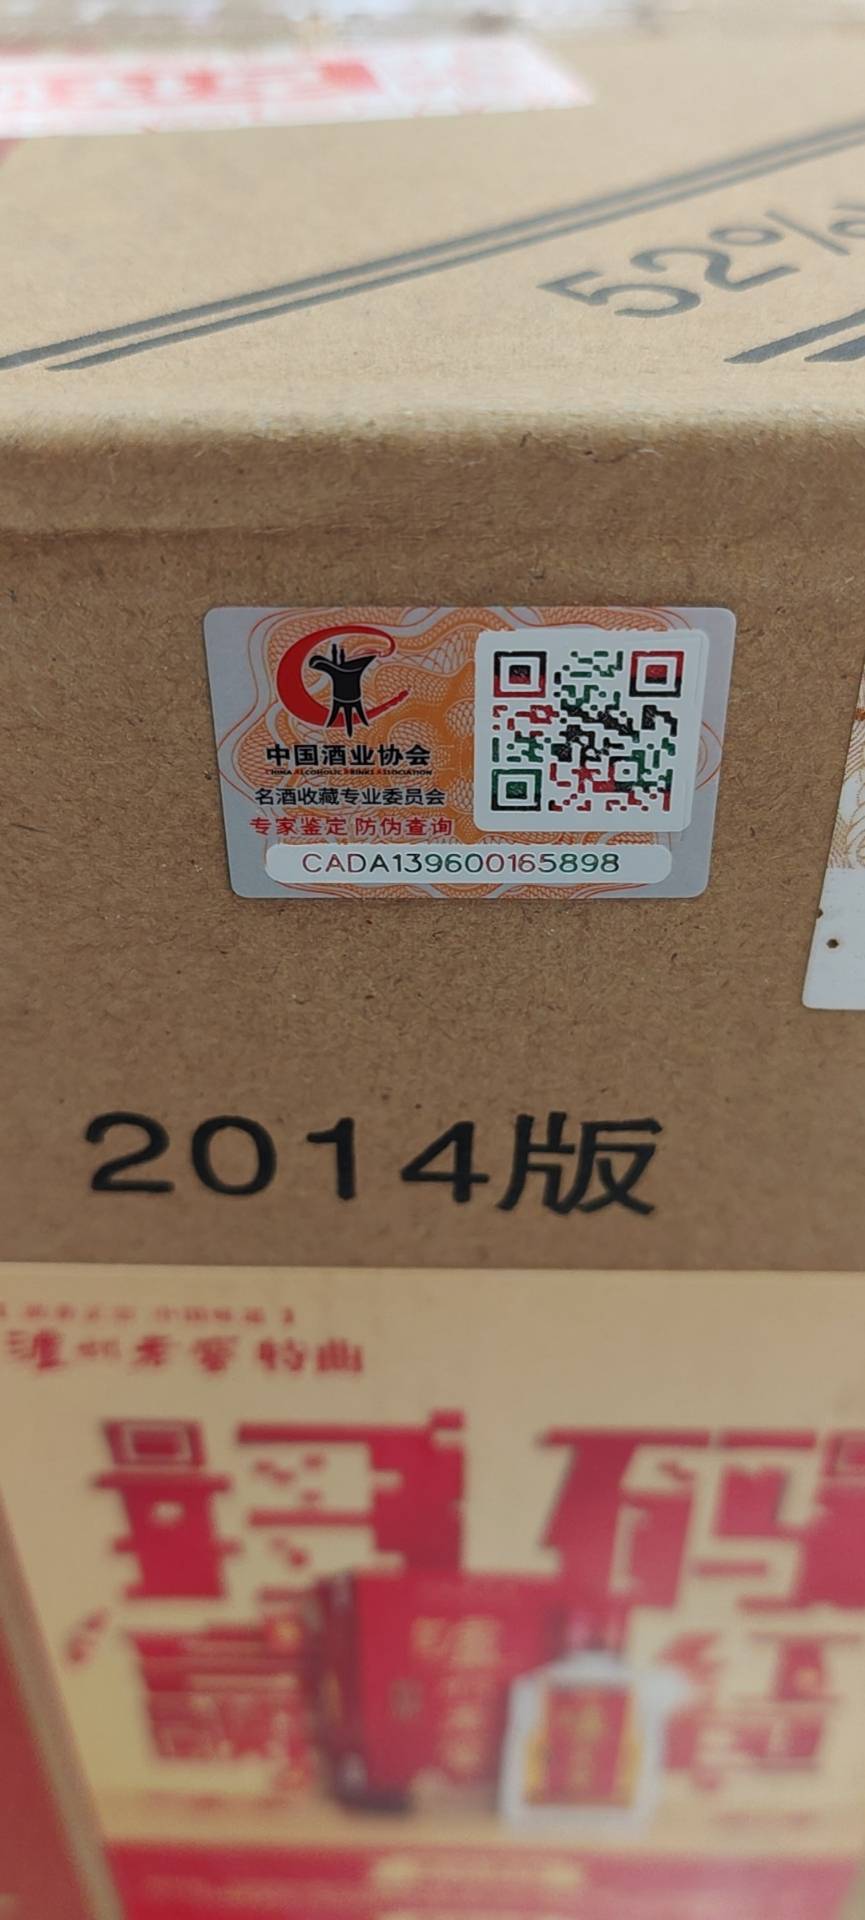 52%
中国酒业协会
CHINA ALCOHOLIC DRINKS ASSOCIATION
名酒收藏专业委员会
专家鉴定 防伪查询
CADA139600165898
2014版
泸州老窖 特曲